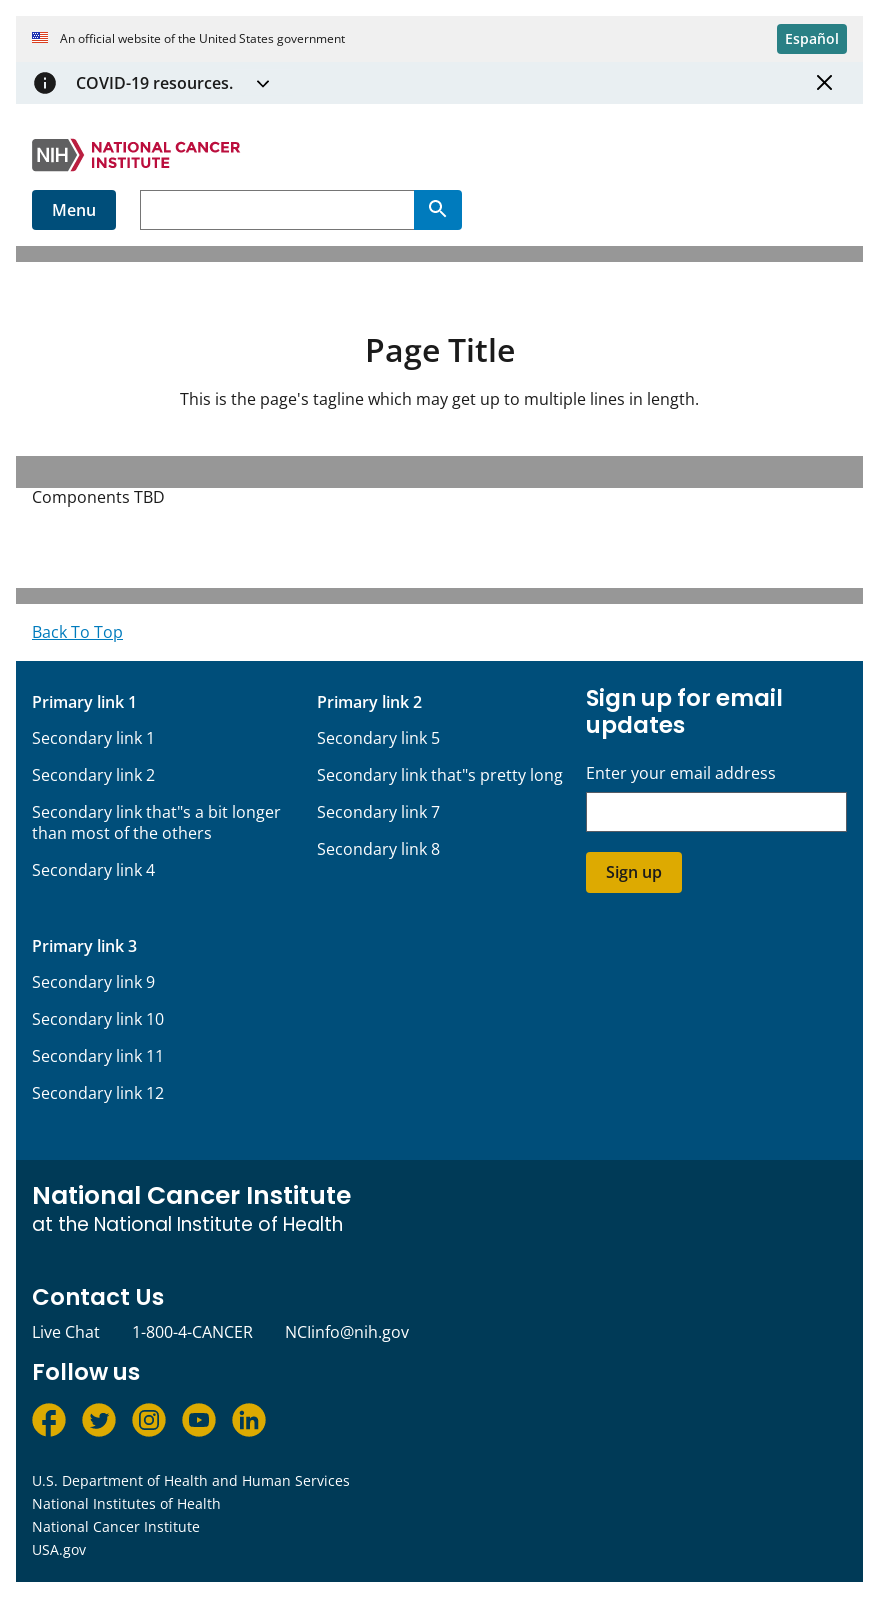 An official website of the United States government
Español
COVID-19 resources.
NIH NATIONAL CANCER
INSTITUTE
Menu
Page Title
This is the page's tagline which may get up to multiple lines in length.
Components TBD
Back To Top
Primary link 1
Secondary link 1
Secondary link 2
Secondary link that"s a bit longer
than most of the others
Secondary link 4
Primary link 2
Secondary link 5
Secondary link that"s pretty long
Secondary link 7
Secondary link 8
Sign up for email
updates
Enter your email address
Sign up
Primary link 3
Secondary link 9
Secondary link 10
Secondary link 11
Secondary link 12
National Cancer Institute
at the National Institute of Health
Contact Us
Live Chat 1-800-4-CANCER NCIinfo@nih.gov
Follow us
U.S. Department of Health and Human Services
National Institutes of Health
National Cancer Institute
USA.gov